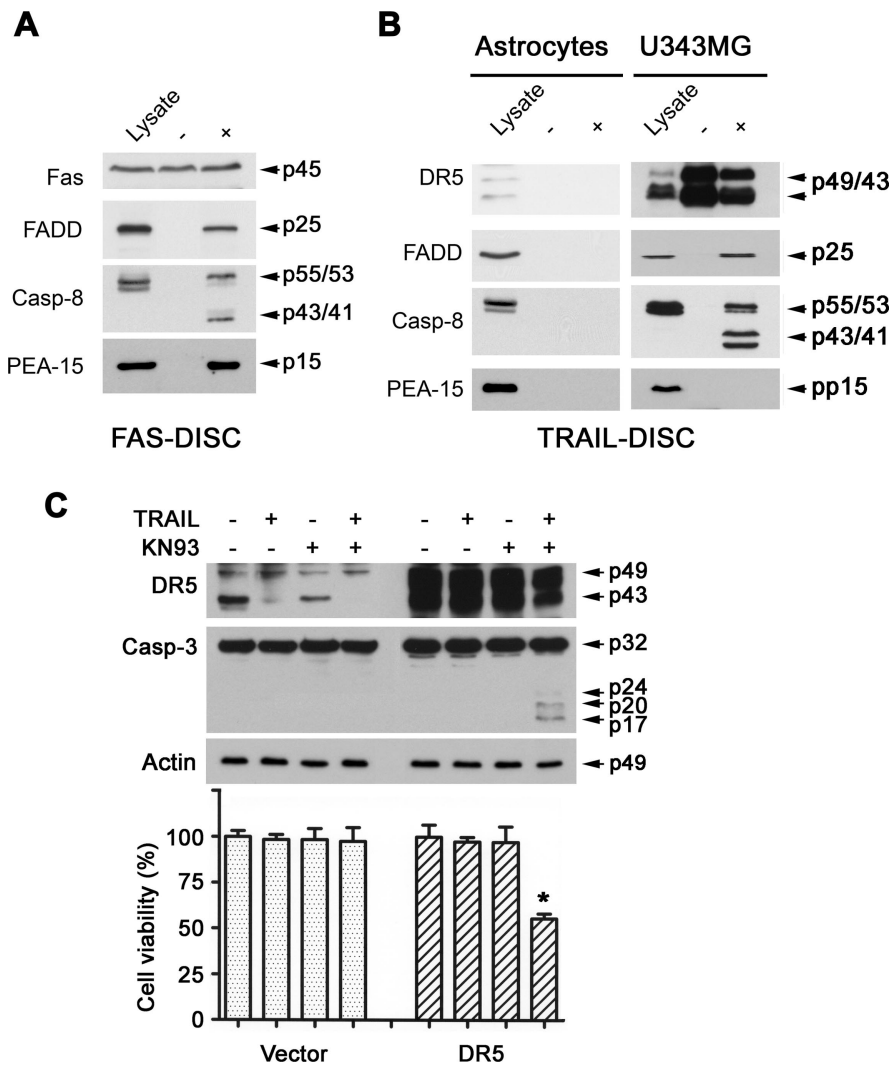 A
Lysate - +
Fas p45
FADD p25
Casp-8 p55/53
p43/41
PEA-15 p15
FAS-DISC
B
Astrocytes U343MG
Lysate - + Lysate - +
DR5 p49/43
FADD p25
Casp-8 p55/53
p43/41
PEA-15 pp15
TRAIL-DISC
C
TRAIL - + - + - + - +
KN93 - - + + - - + +
DR5 p49
p43
Casp-3 p32
p24
p20
p17
Actin p49
Cell viability (%)
100
75
50
25
0
*
Vector DR5